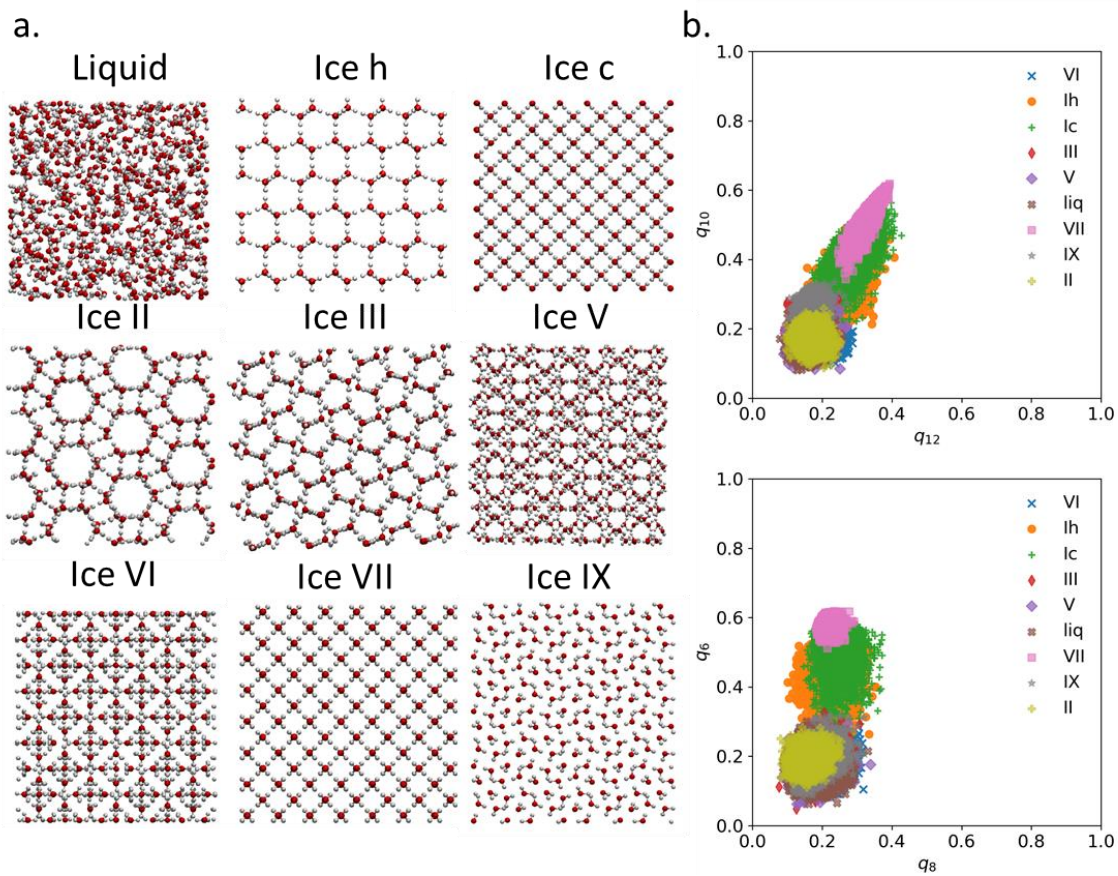 a.
Liquid
Ice h
Ice c
Ice II
Ice III
Ice V
Ice VI
Ice VII
Ice IX
b.
1.0
0.8
0.6
0.4
0.2
0.0
q10
0.0 0.2 0.4 0.6 0.8 1.0
q12
VI
Ih
Ic
III
V
liq
VII
IX
II
1.0
0.8
0.6
0.4
0.2
0.0
q6
0.0 0.2 0.4 0.6 0.8 1.0
q8
VI
Ih
Ic
III
V
liq
VII
IX
II